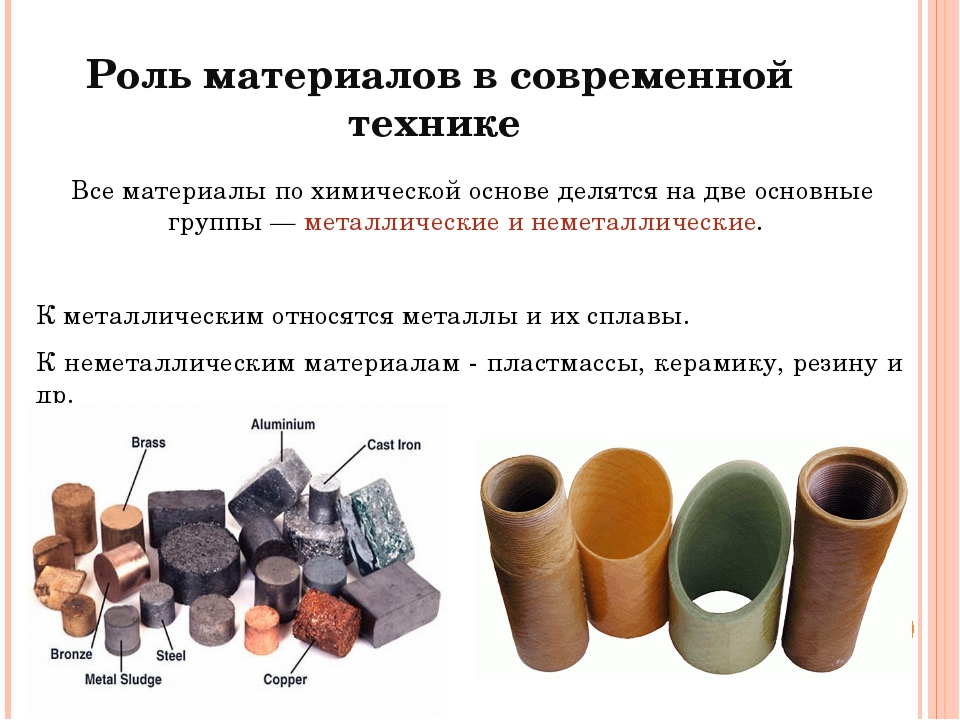 Роль материалов в современной
технике
Все материалы по химической основе делятся на две основные
группы — металлические и неметаллические.
К металлическим относятся металлы и их сплавы.
К неметаллическим материалам - пластмассы, керамику, резину и
др.
Aluminium
Brass
Cast Iron
Bronze
Steel
Metal Sludge
Copper